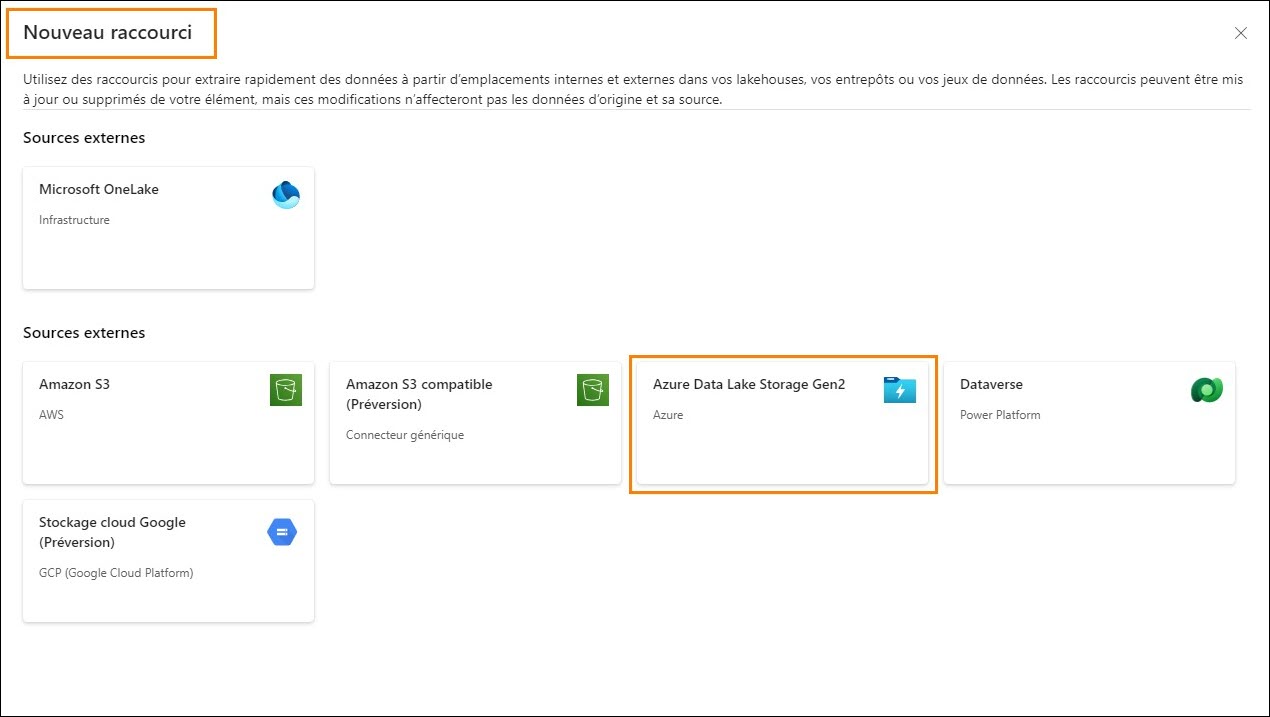 Nouveau raccourci
Utilisez des raccourcis pour extraire rapidement des données à partir d’emplacements internes et externes dans vos lakehouses, vos entrepôts ou vos jeux de données. Les raccourcis peuvent être mis
à jour ou supprimés de votre élément, mais ces modifications n’affecteront pas les données d’origine et sa source.
Sources externes
Microsoft OneLake
Infrastructure
Sources externes
Amazon S3
AWS
Amazon S3 compatible
(Préversion)
Connecteur générique
Azure Data Lake Storage Gen2
Azure
Dataverse
Power Platform
Stockage cloud Google
(Préversion)
GCP (Google Cloud Platform)